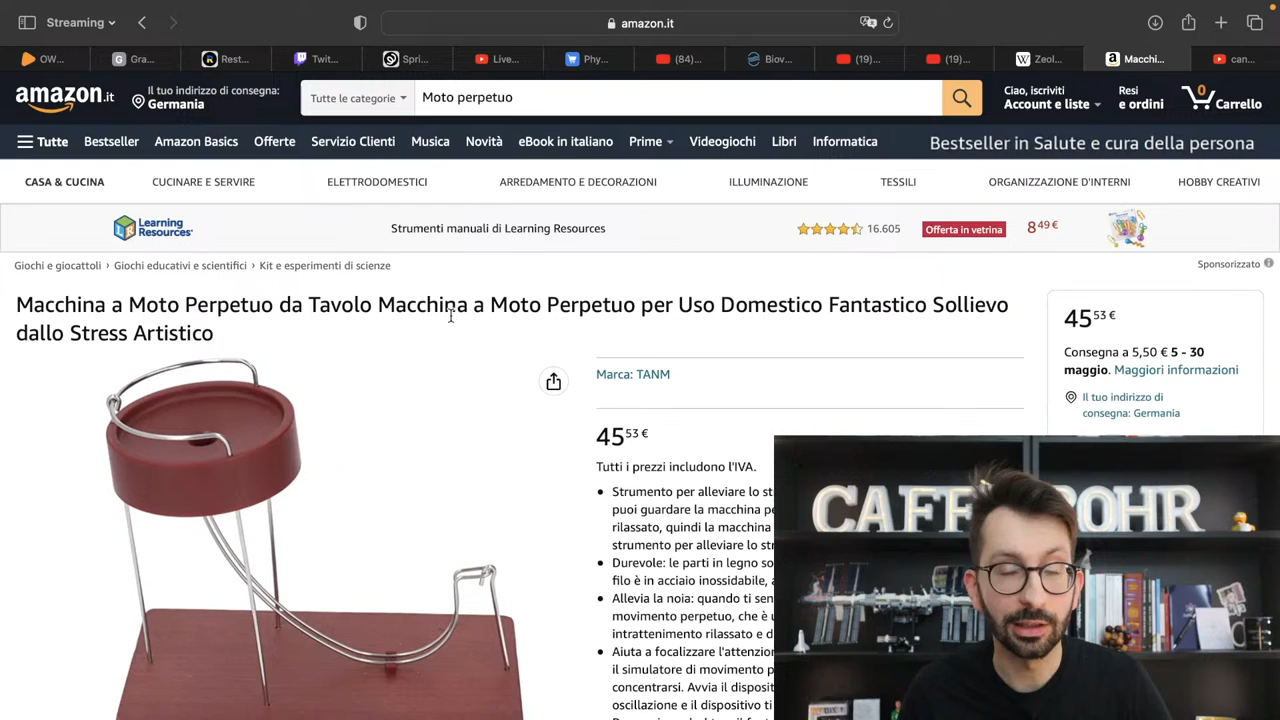 Streaming
amazon.it
OW...
Gra...
Rest...
Twit...
Spri...
Live...
Phy...
(84)...
Biov...
(19)...
(19)...
Zeol...
Macchi...
can...
amazon.it
Il tuo indirizzo di consegna:
Germania
Tutte le categorie
Moto perpetuo
Ciao, iscriviti
Account e liste
Resi
e ordini
0
Carrello
Tutte
Bestseller
Amazon Basics
Offerte
Servizio Clienti
Musica
Novità
eBook in italiano
Prime
Videogiochi
Libri
Informatica
Bestseller in Salute e cura della persona
CASA & CUCINA
CUCINARE E SERVIRE
ELETTRODOMESTICI
ARREDAMENTO E DECORAZIONI
ILLUMINAZIONE
TESSILI
ORGANIZZAZIONE D'INTERNI
HOBBY CREATIVI
Learning
Resources
Strumenti manuali di Learning Resources
16.605
Offerta in vetrina
8 49 €
Giochi e giocattoli › Giochi educativi e scientifici › Kit e esperimenti di scienze
Sponsorizzato
Macchina a Moto Perpetuo da Tavolo Macchina a Moto Perpetuo per Uso Domestico Fantastico Sollievo
dallo Stress Artistico
Marca: TANM
45 53 €
Tutti i prezzi includono l'IVA.
Strumento per alleviare lo st
puoi guardare la macchina pe
rilassato, quindi la macchina
strumento per alleviare lo st
Durevole: le parti in legno so
filo è in acciaio inossidabile, a
Allevia la noia: quando ti sen
movimento perpetuo, che è u
intrattenimento rilassato e d
Aiuta a focalizzare l'attenzio
il simulatore di movimento p
concentrarsi. Avvia il disposit
oscillazione e il dispositivo ti
45 53 €
Consegna a 5,50 € 5 - 30
maggio. Maggiori informazioni
Il tuo indirizzo di
consegna: Germania
CAFF
ROHR